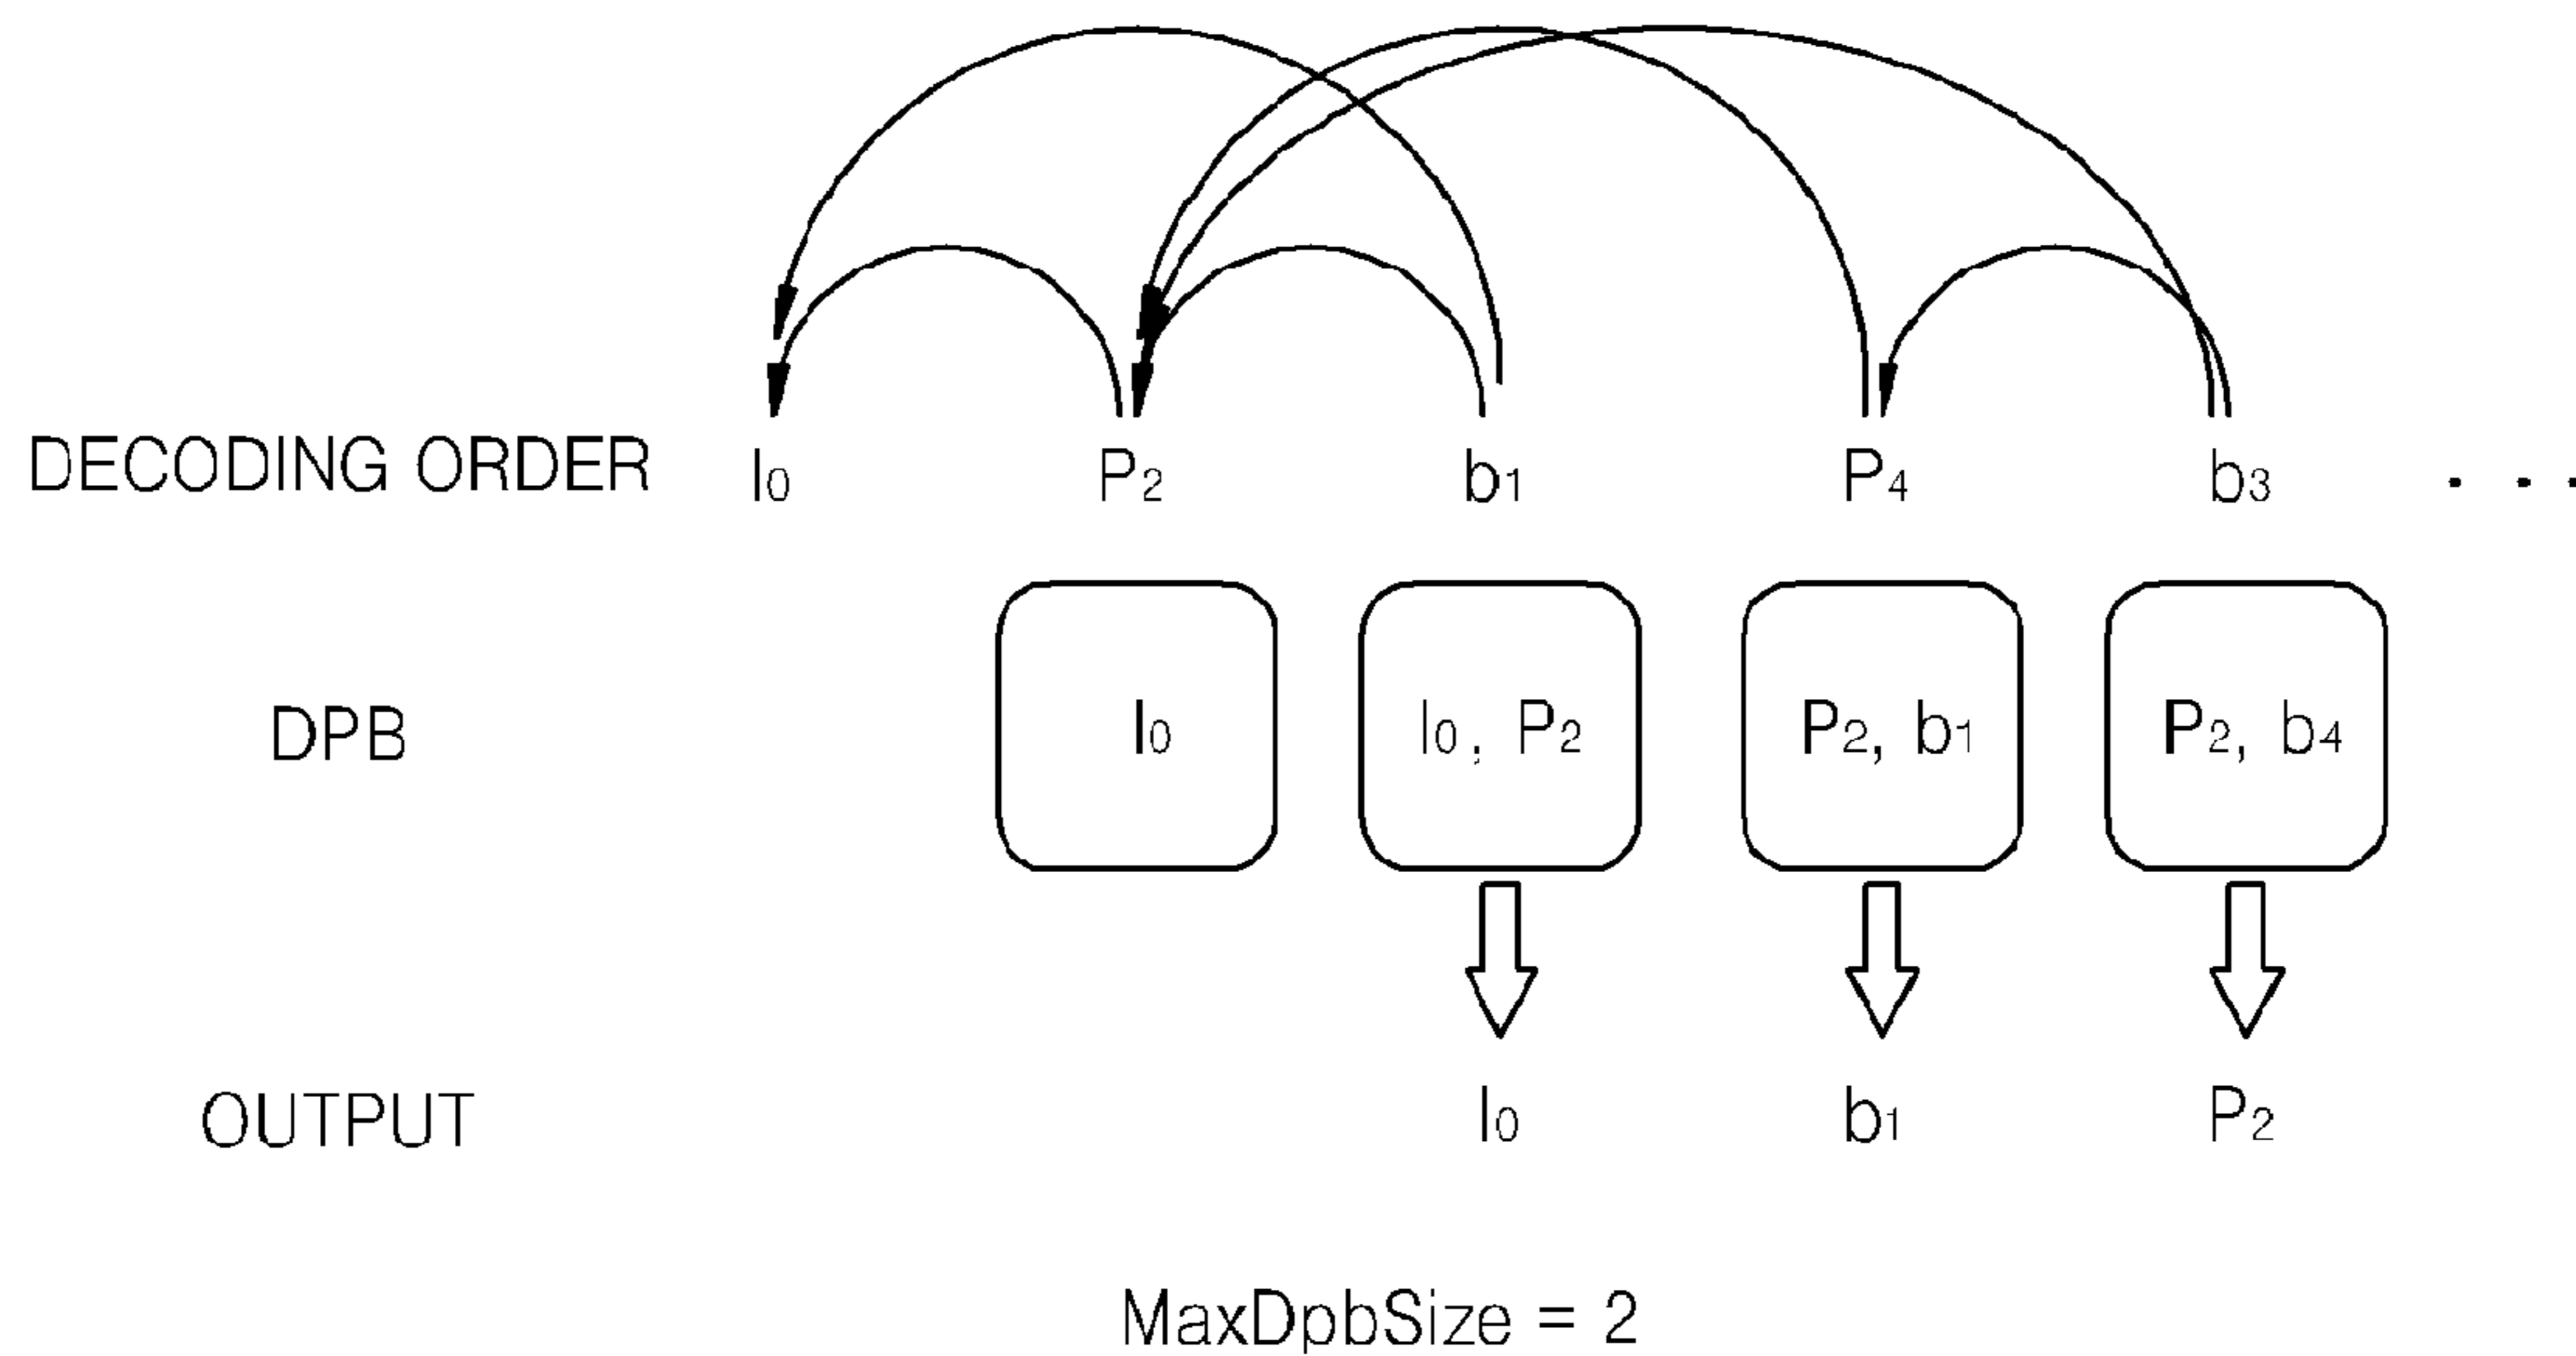 DECODING ORDER I0 P2 b1 P4 b3 . . .
DPB I0 I0, P2 P2, b1 P2, b4
OUTPUT I0 b1 P2
MaxDpbSize = 2